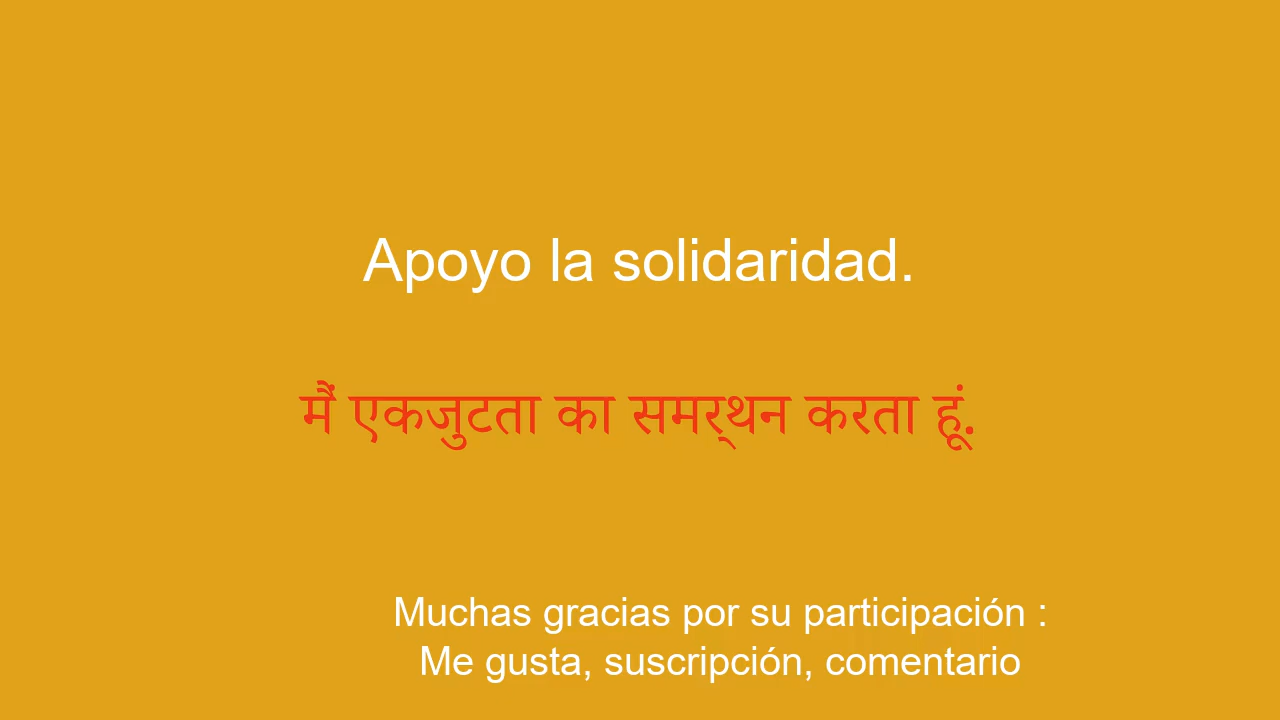 Apoyo la solidaridad.
मैं एकजुटता का समर्थन करता हूं.
Muchas gracias por su participación :
Me gusta, suscripción, comentario